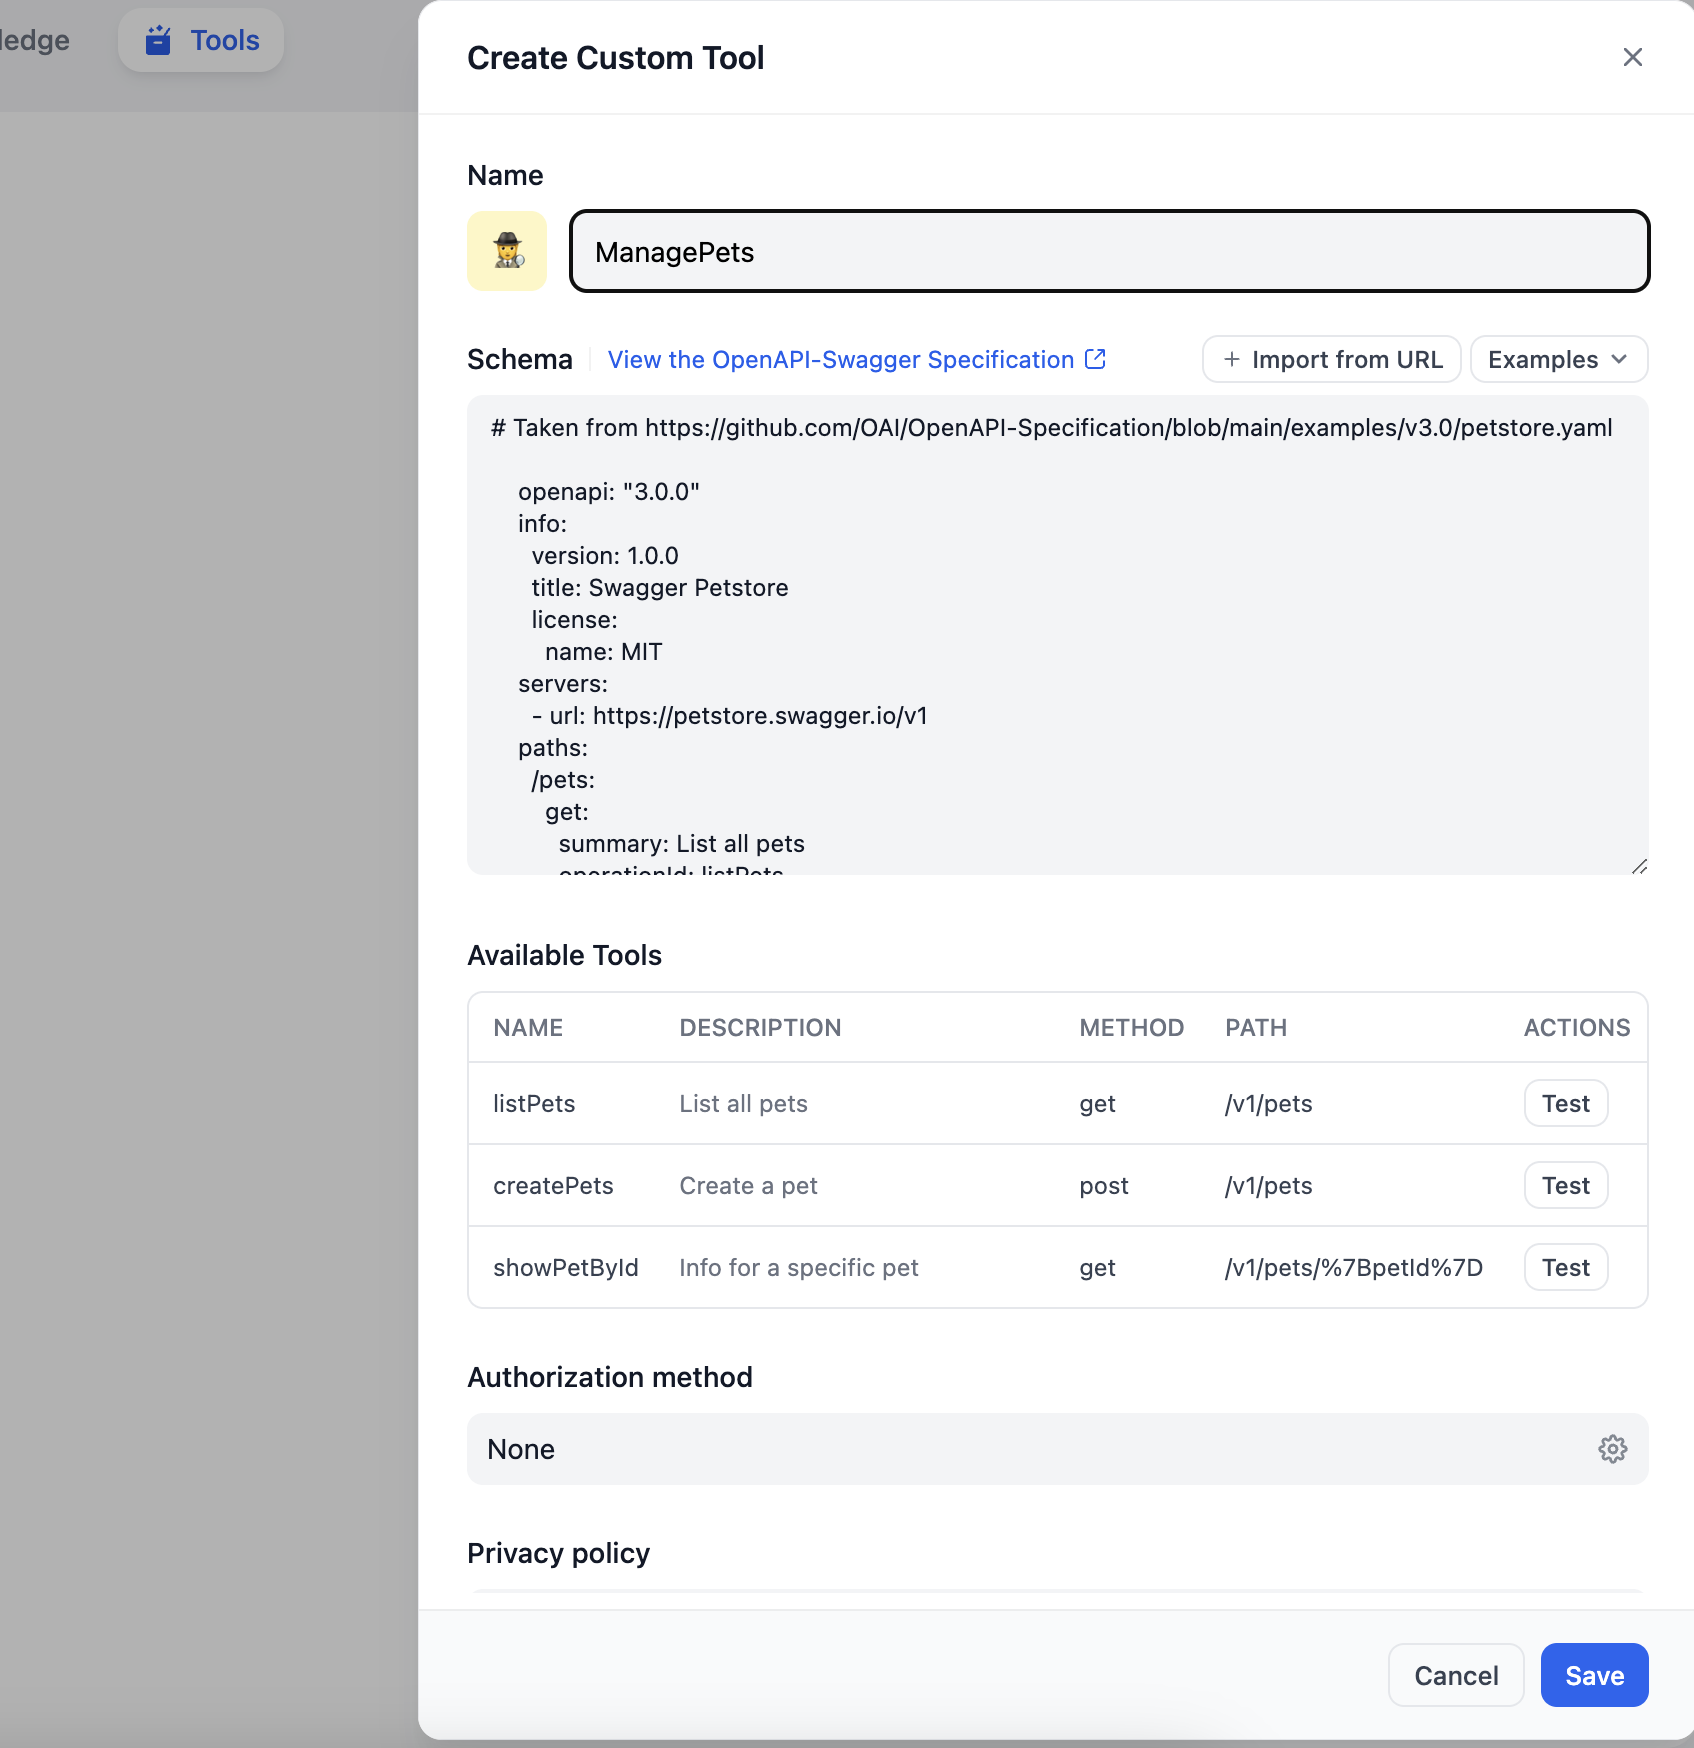 Tools
Create Custom Tool
Name
ManagePets
Schema View the OpenAPI-Swagger Specification + Import from URL Examples
# Taken from https://github.com/OAI/OpenAPI-Specification/blob/main/examples/v3.0/petstore.yaml
openapi: "3.0.0"
info:
version: 1.0.0
title: Swagger Petstore
license:
name: MIT
servers:
- url: https://petstore.swagger.io/v1
paths:
/pets:
get:
summary: List all pets
operationId: listPets
Available Tools
NAME DESCRIPTION METHOD PATH ACTIONS
listPets List all pets get /v1/pets Test
createPets Create a pet post /v1/pets Test
showPetById Info for a specific pet get /v1/pets/%7BpetId%7D Test
Authorization method
None
Privacy policy
Cancel Save